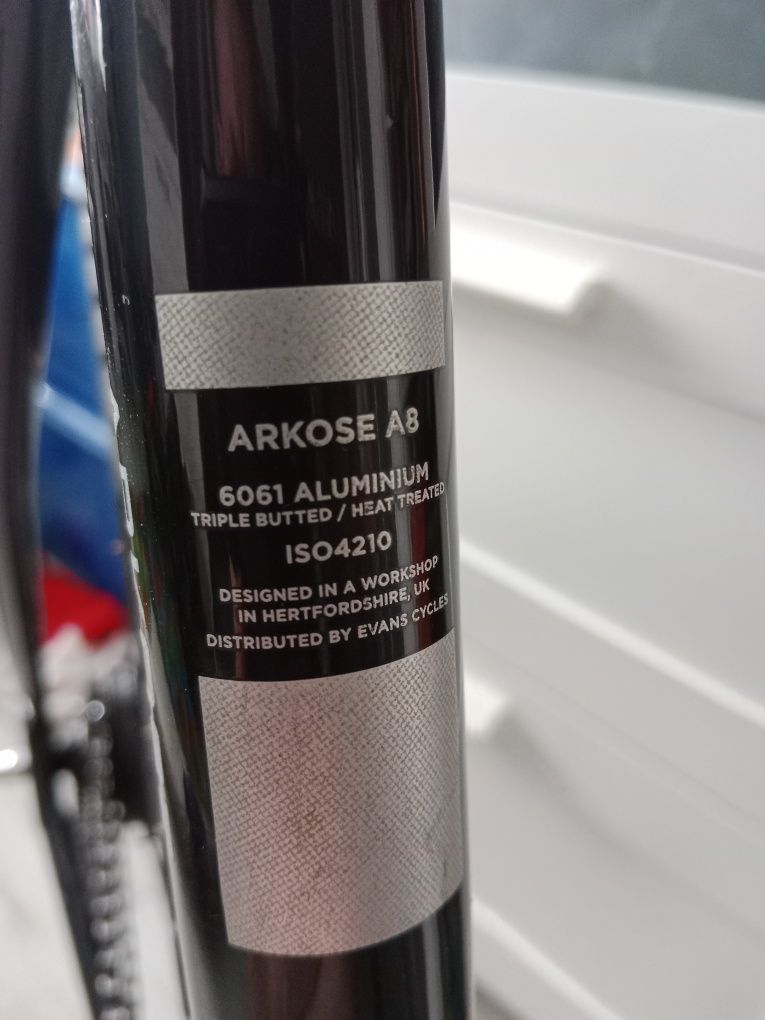 ARKOSE A8
6061 ALUMINIUM
TRIPLE BUTTED / HEAT TREATED
ISO4210
DESIGNED IN A WORKSHOP
IN HERTFORDSHIRE, UK
DISTRIBUTED BY EVANS CYCLES